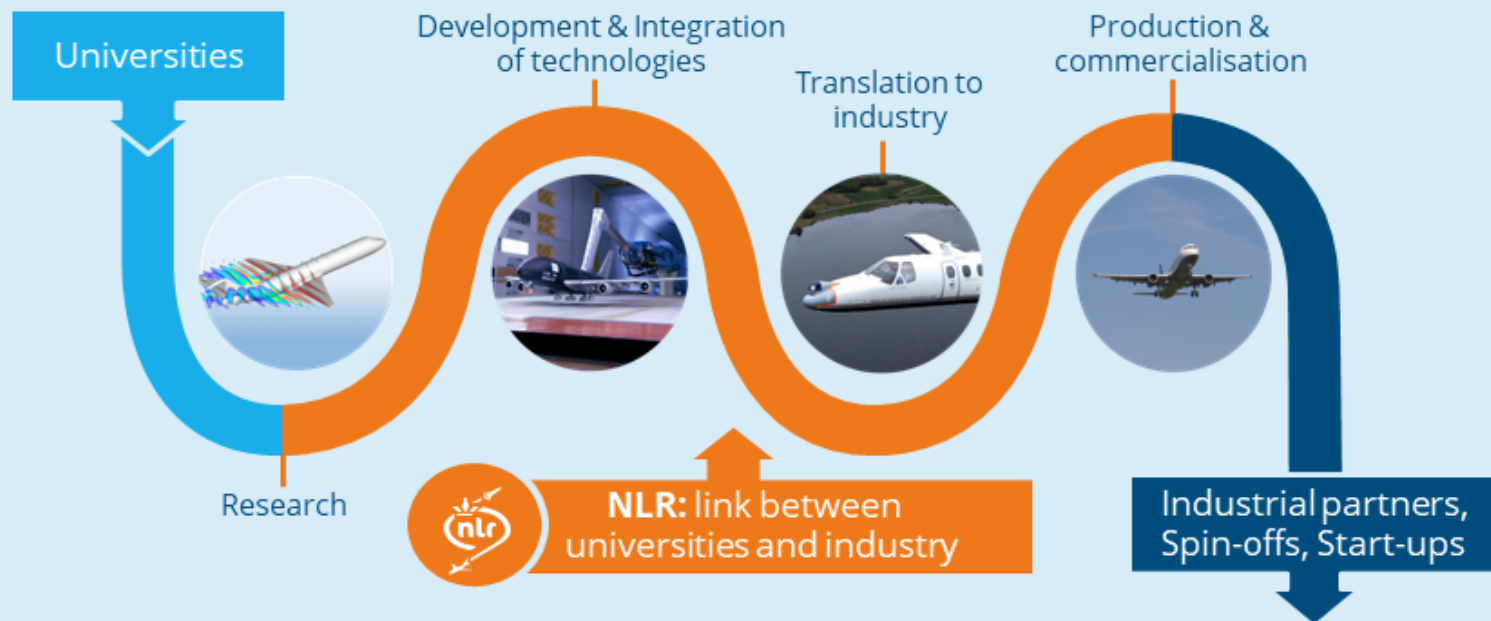 Universities
Development & Integration
of technologies
Translation to
industry
Production &
commercialisation
Research
nlr
NLR: link between
universities and industry
Industrial partners,
Spin-offs, Start-ups